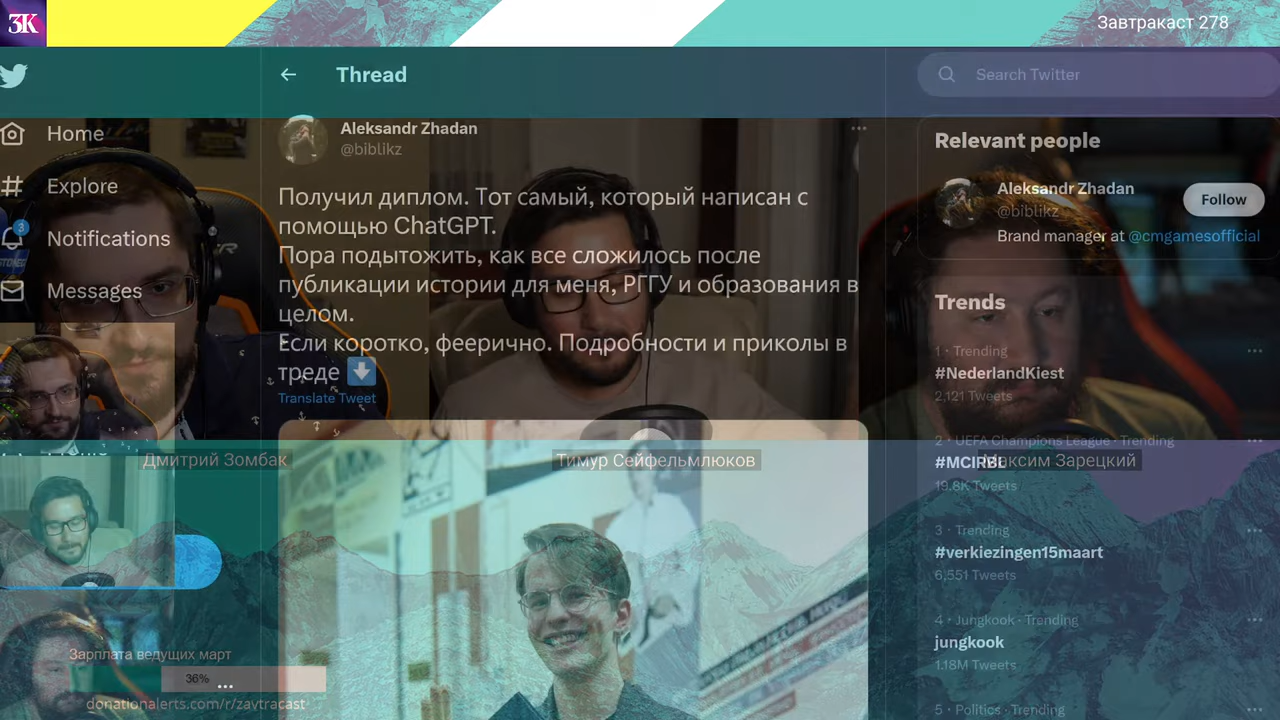 ЗК
Завтракаст 278
Thread
Search Twitter
Home
Explore
3
Notifications
Messages
Aleksandr Zhadan
@biblikz
Получил диплом. Тот самый, который написан с
помощью ChatGPT.
Пора подытожить, как все сложилось после
публикации истории для меня, РГГУ и образования в
целом.
Если коротко, феерично. Подробности и приколы в
треде
Translate Tweet
Relevant people
Aleksandr Zhadan
@biblikz
Follow
Brand manager at @cmgamesofficial
Trends
1 · Trending
#NederlandKiest
2,121 Tweets
2 · UEFA Champions League · Trending
#MCIRBL
19.8K Tweets
3 · Trending
#verkiezingen15maart
6,551 Tweets
4 · Jungkook · Trending
jungkook
1.18M Tweets
5 · Politics · Trending
Дмитрий Зомбак
Тимур Сейфельмлюков
Максим Зарецкий
Зарплата ведущих март
36%
donationalerts.com/r/zavtracast